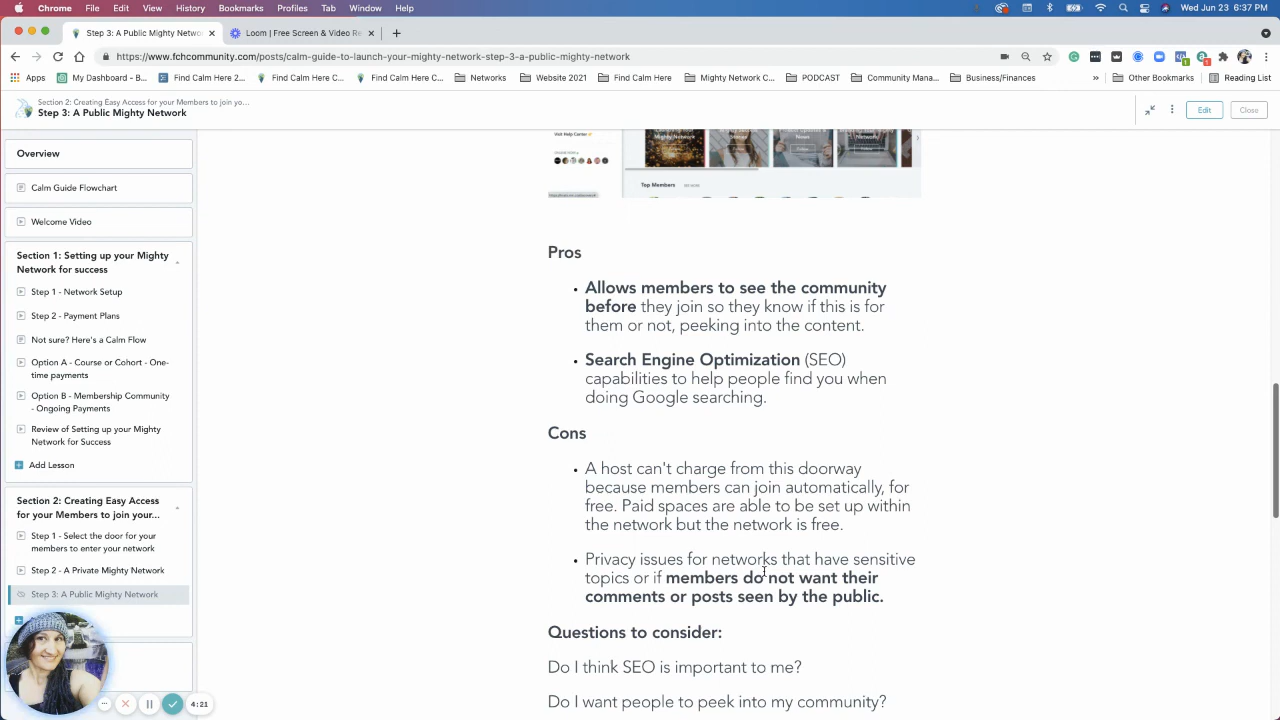 Chrome File Edit View History Bookmarks Profiles Tab Window Help
100% Wed Jun 23 6:37 PM
Step 3: A Public Mighty Netwo
Loom | Free Screen & Video Re
https://www.fchcommunity.com/posts/calm-guide-to-launch-your-mighty-network-step-3-a-public-mighty-network
Apps My Dashboard - B... Find Calm Here 2... Find Calm Here C... Find Calm Here C... Networks Website 2021 Find Calm Here Mighty Network C... PODCAST Community Mana... Business/Finances » Other Bookmarks Reading List
Section 2: Creating Easy Access for your Members to join yo...
Step 3: A Public Mighty Network
Edit Close
Overview
Calm Guide Flowchart
Welcome Video
Section 1: Setting up your Mighty
Network for success
Step 1 - Network Setup
Step 2 - Payment Plans
Not sure? Here's a Calm Flow
Option A - Course or Cohort - One-
time payments
Option B - Membership Community
- Ongoing Payments
Review of Setting up your Mighty
Network for Success
Add Lesson
Section 2: Creating Easy Access
for your Members to join your...
Step 1 - Select the door for your
members to enter your network
Step 2 - A Private Mighty Network
Step 3: A Public Mighty Network
4:21
Visit Help Center
Top Members
Pros
Allows members to see the community
before they join so they know if this is for
them or not, peeking into the content.
Search Engine Optimization (SEO)
capabilities to help people find you when
doing Google searching.
Cons
A host can't charge from this doorway
because members can join automatically, for
free. Paid spaces are able to be set up within
the network but the network is free.
Privacy issues for networks that have sensitive
topics or if members do not want their
comments or posts seen by the public.
Questions to consider:
Do I think SEO is important to me?
Do I want people to peek into my community?